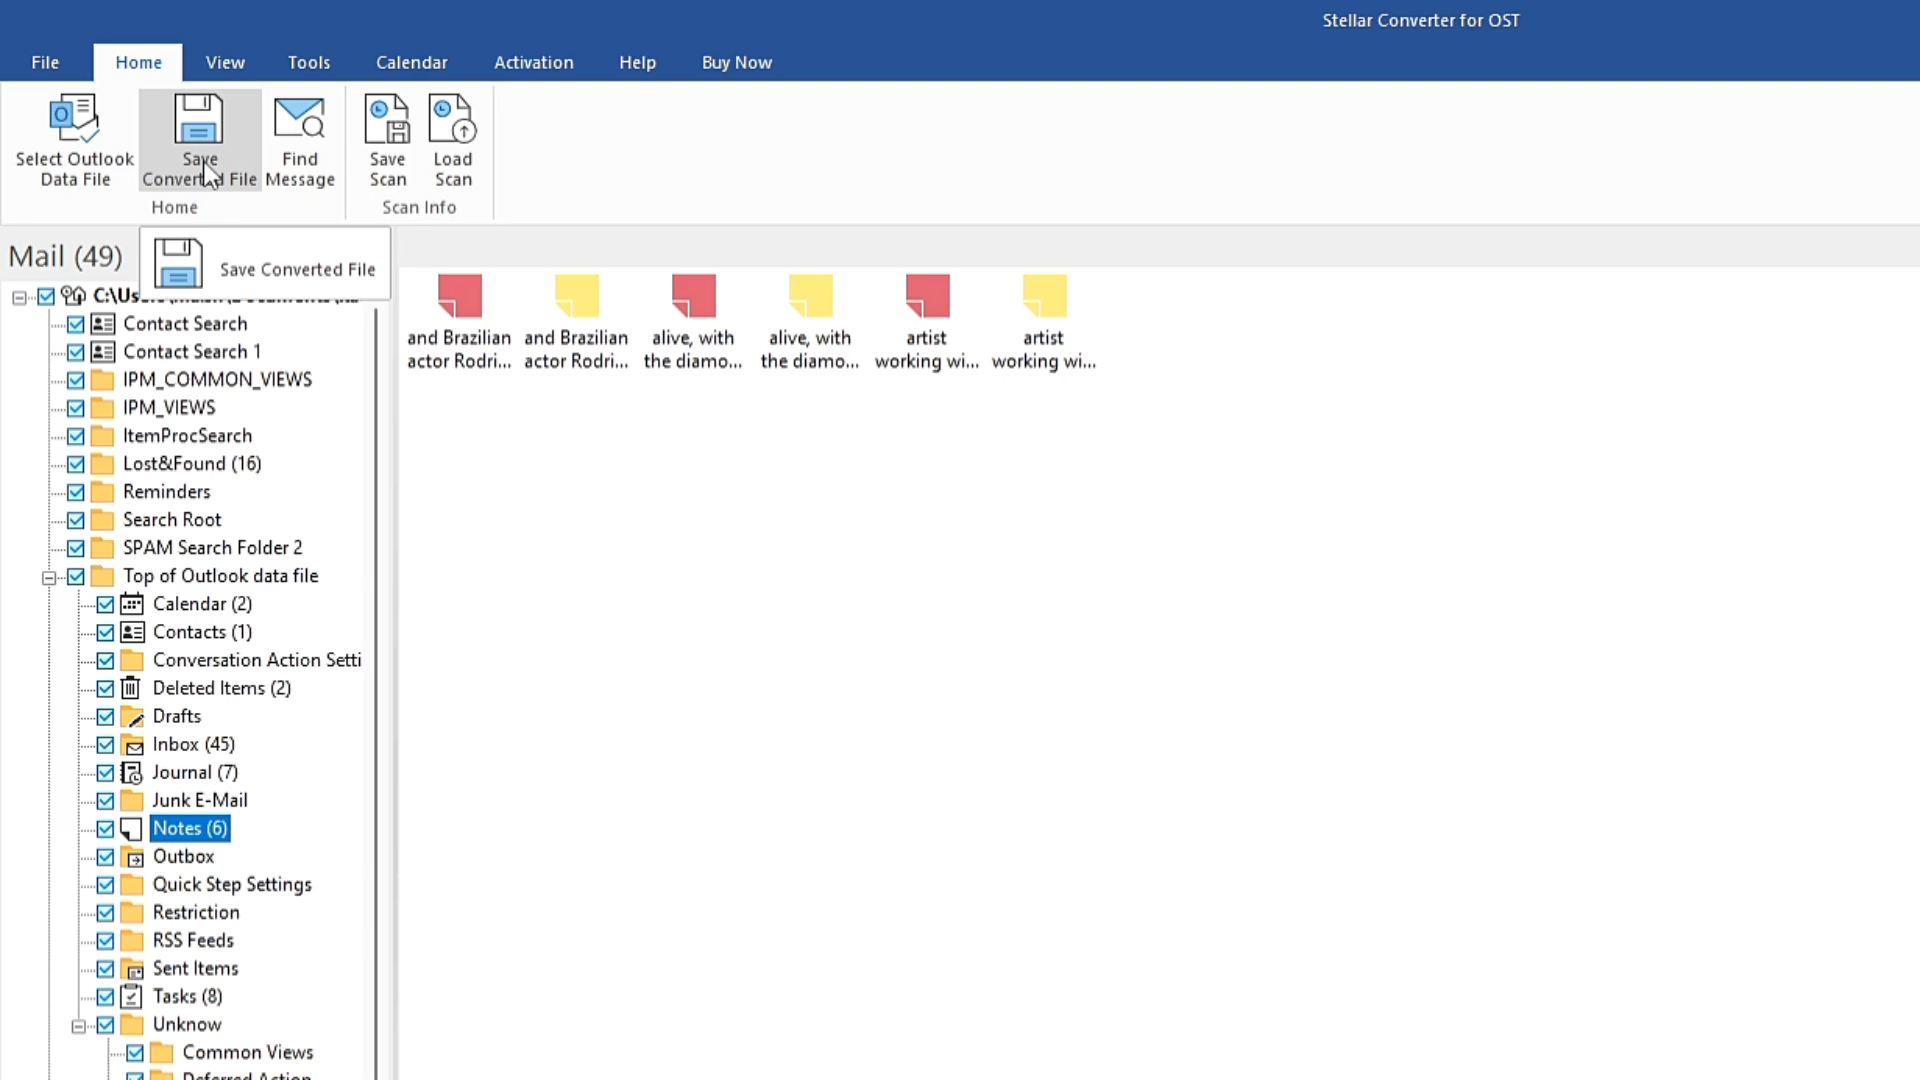 Stellar Converter for OST
File Home View Tools Calendar Activation Help Buy Now
Select Outlook
Data File
Save
Converted File
Find
Message
Save
Scan
Load
Scan
Home
Scan Info
Mail (49)
Save Converted File
and Brazilian
actor Rodri...
and Brazilian
actor Rodri...
alive, with
the diamo...
alive, with
the diamo...
artist
working wi...
artist
working wi...
Contact Search
Contact Search 1
IPM_COMMON_VIEWS
IPM_VIEWS
ItemProcSearch
Lost&Found (16)
Reminders
Search Root
SPAM Search Folder 2
Top of Outlook data file
Calendar (2)
Contacts (1)
Conversation Action Setti
Deleted Items (2)
Drafts
Inbox (45)
Journal (7)
Junk E-Mail
Notes (6)
Outbox
Quick Step Settings
Restriction
RSS Feeds
Sent Items
Tasks (8)
Unknow
Common Views
Deferred Action